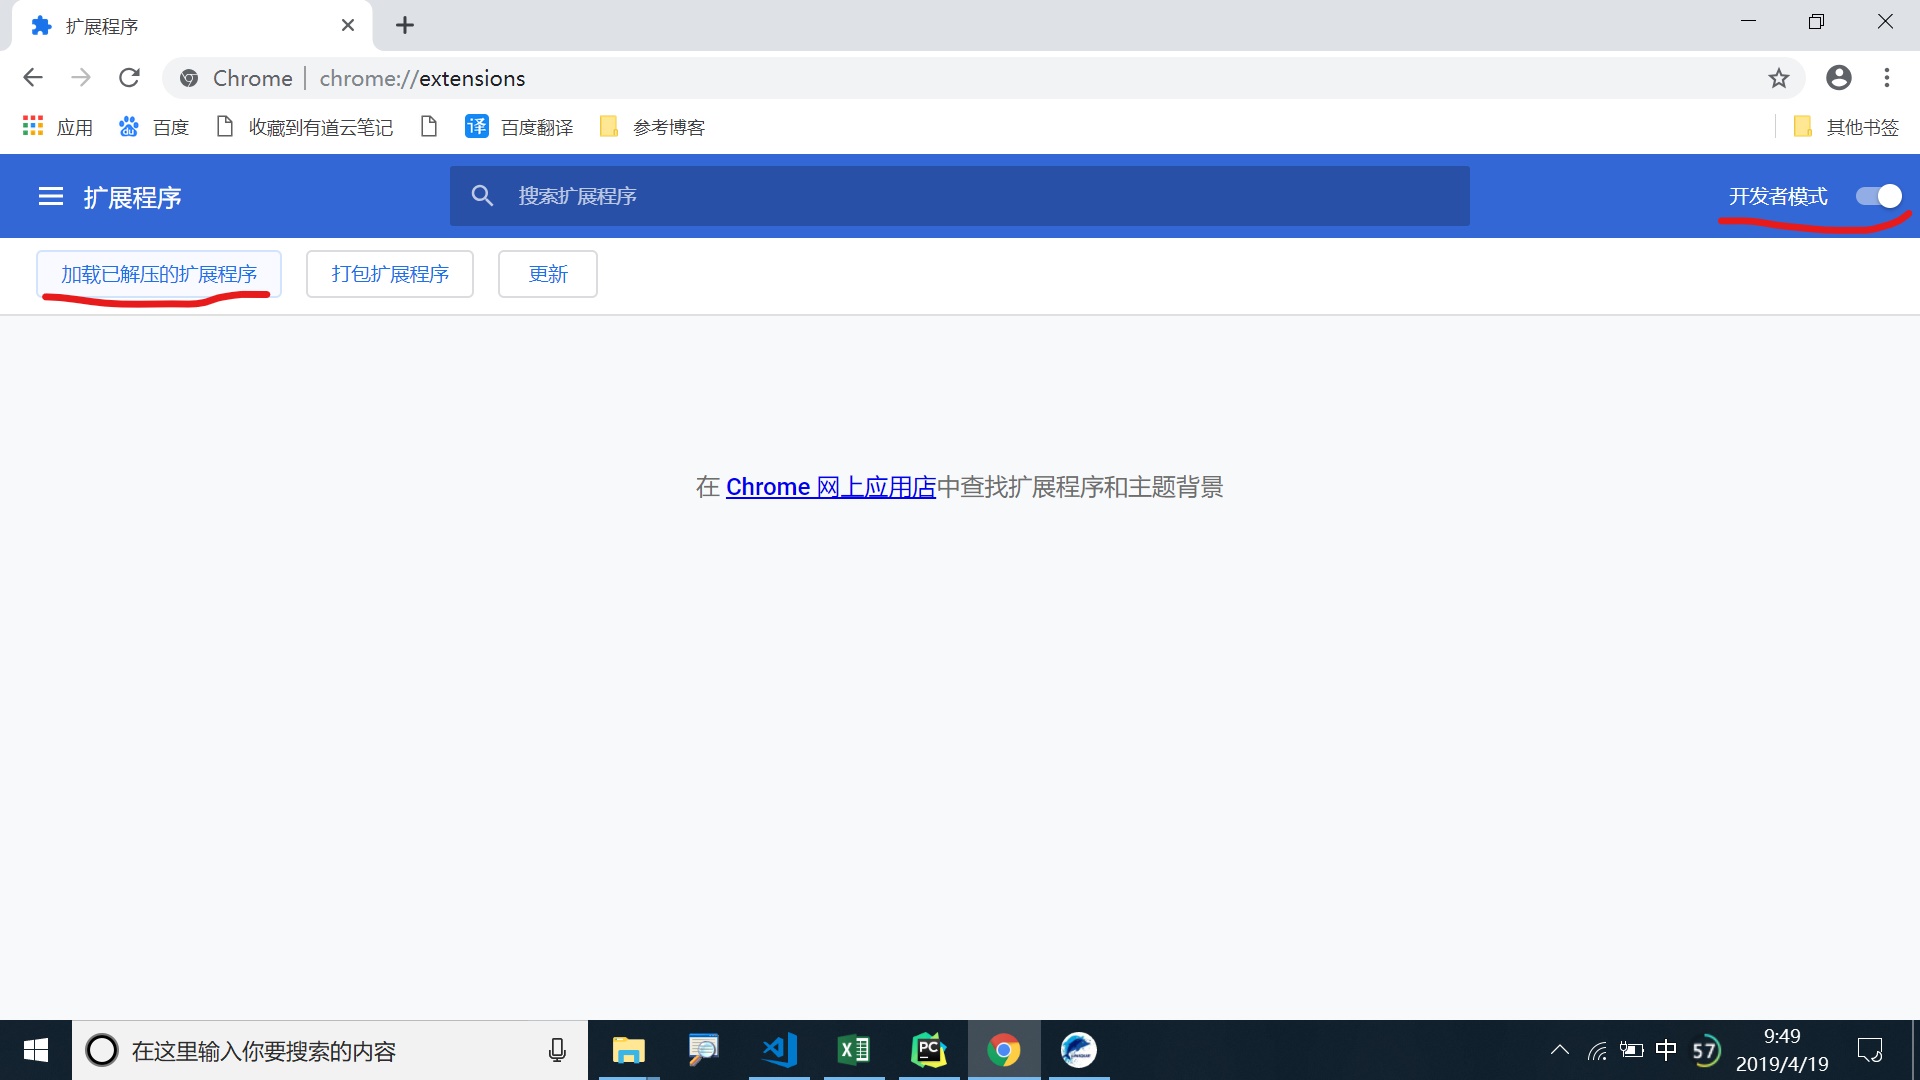 扩展程序
Chrome | chrome://extensions
应用 百度 收藏到有道云笔记 译 百度翻译 参考博客 其他书签
扩展程序 搜索扩展程序 开发者模式
加载已解压的扩展程序 打包扩展程序 更新
在 Chrome 网上应用店中查找扩展程序和主题背景
在这里输入你要搜索的内容 PC 中 57 9:49
2019/4/19